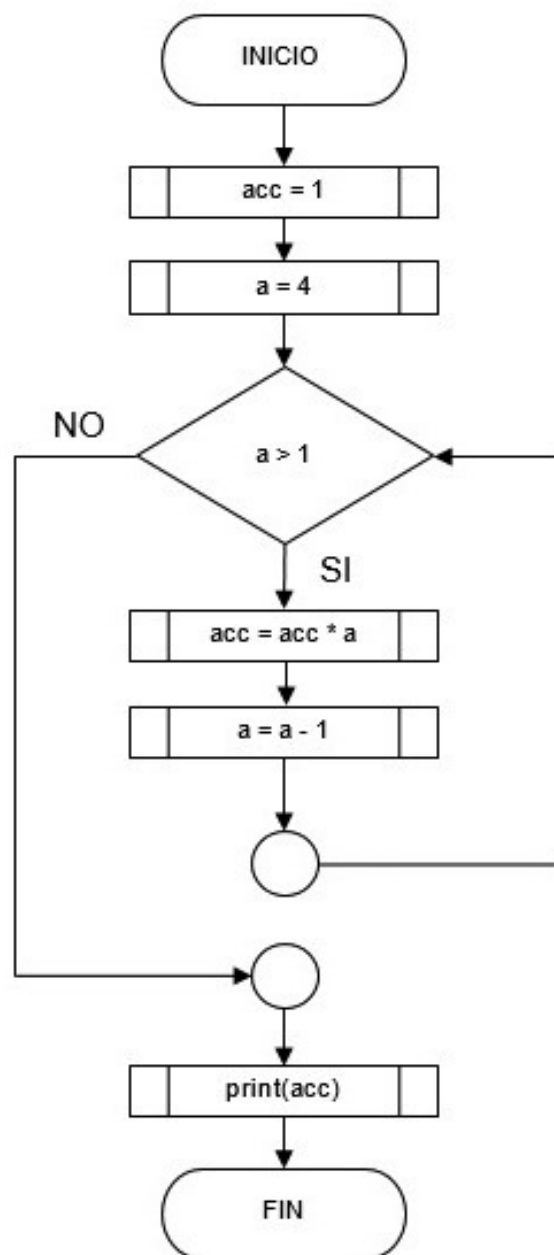 INICIO
acc = 1
a = 4
NO
a > 1
SI
acc = acc * a
a = a - 1
print(acc)
FIN